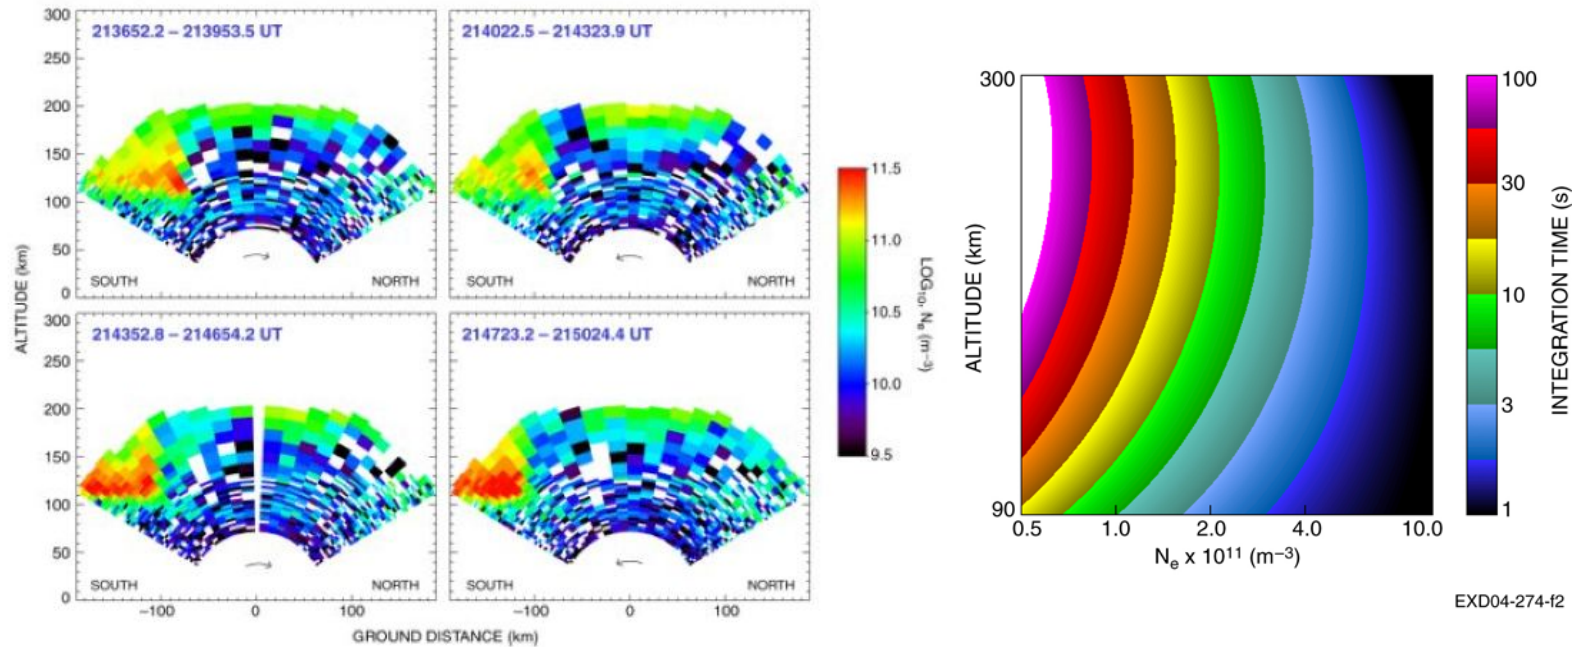 213652.2 – 213953.5 UT
214022.5 – 214323.9 UT
300
250
200
150
100
50
0
SOUTH
NORTH
SOUTH
NORTH
ALTITUDE (km)
214352.8 – 214654.2 UT
214723.2 – 215024.4 UT
300
250
200
150
100
50
0
SOUTH
NORTH
SOUTH
NORTH
−100
0
100
−100
0
100
GROUND DISTANCE (km)
11.5
11.0
10.5
10.0
9.5
LOG₁₀, Nₑ (m⁻³)
300
90
ALTITUDE (km)
0.5
1.0
2.0
4.0
10.0
Nₑ x 10¹¹ (m⁻³)
100
30
10
3
1
INTEGRATION TIME (s)
EXD04-274-f2